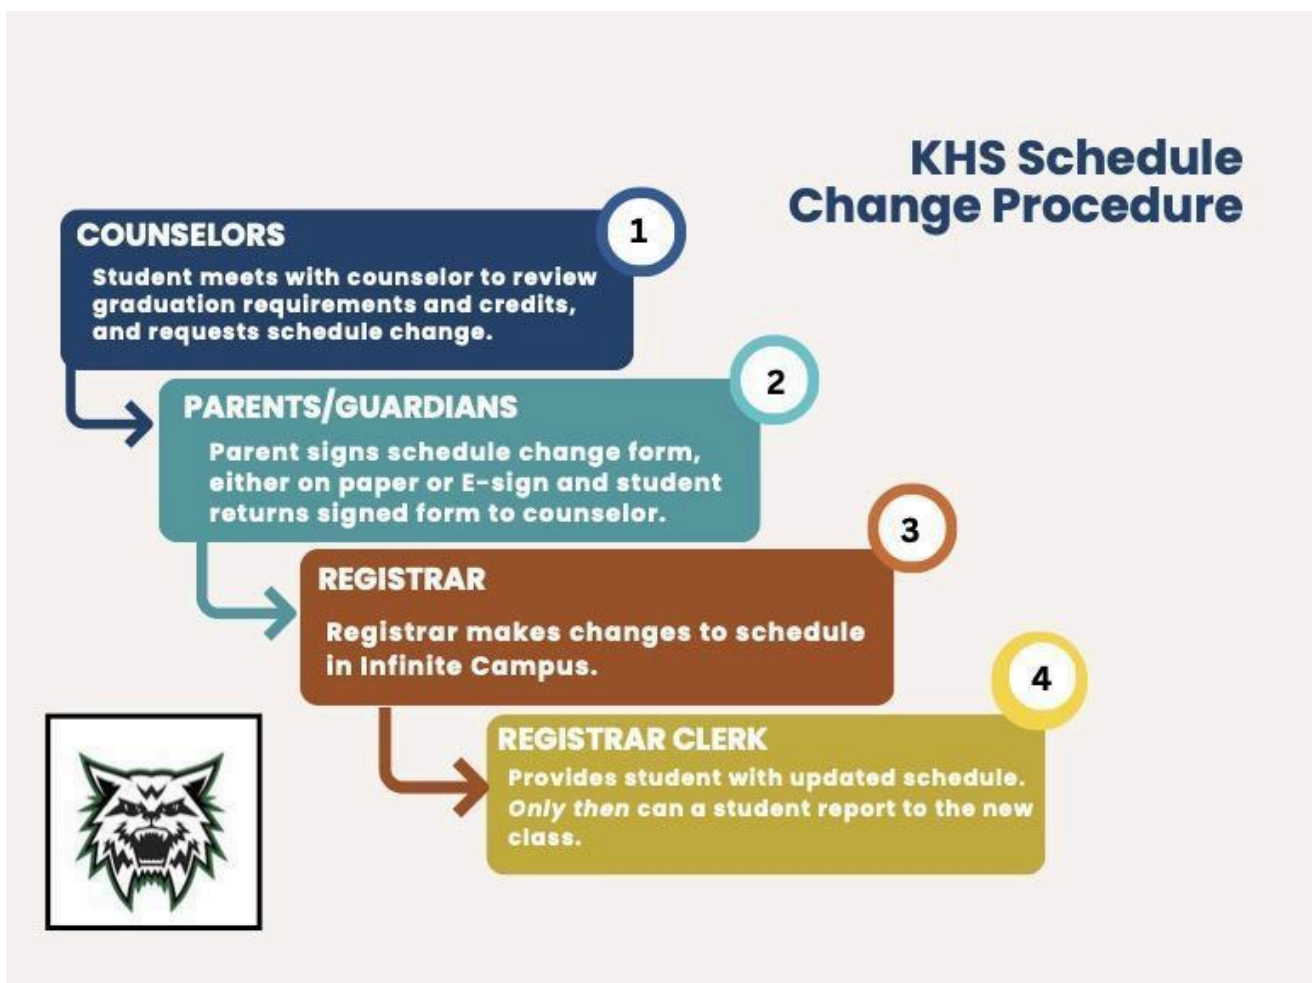 KHS Schedule
Change Procedure
1
COUNSELORS
Student meets with counselor to review
graduation requirements and credits,
and requests schedule change.
2
PARENTS/GUARDIANS
Parent signs schedule change form,
either on paper or E-sign and student
returns signed form to counselor.
3
REGISTRAR
Registrar makes changes to schedule
in Infinite Campus.
4
REGISTRAR CLERK
Provides student with updated schedule.
Only then can a student report to the new
class.